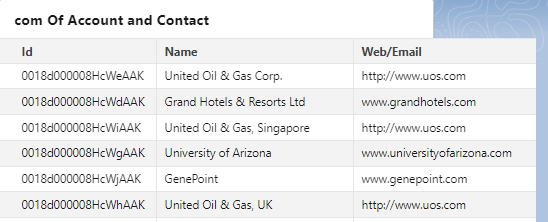 com Of Account and Contact
Id Name Web/Email
0018d000008HcWeAAK United Oil & Gas Corp. http://www.uos.com
0018d000008HcWdAAK Grand Hotels & Resorts Ltd www.grandhotels.com
0018d000008HcWiAAK United Oil & Gas, Singapore http://www.uos.com
0018d000008HcWgAAK University of Arizona www.universityofarizona.com
0018d000008HcWjAAK GenePoint www.genepoint.com
0018d000008HcWhAAK United Oil & Gas, UK http://www.uos.com